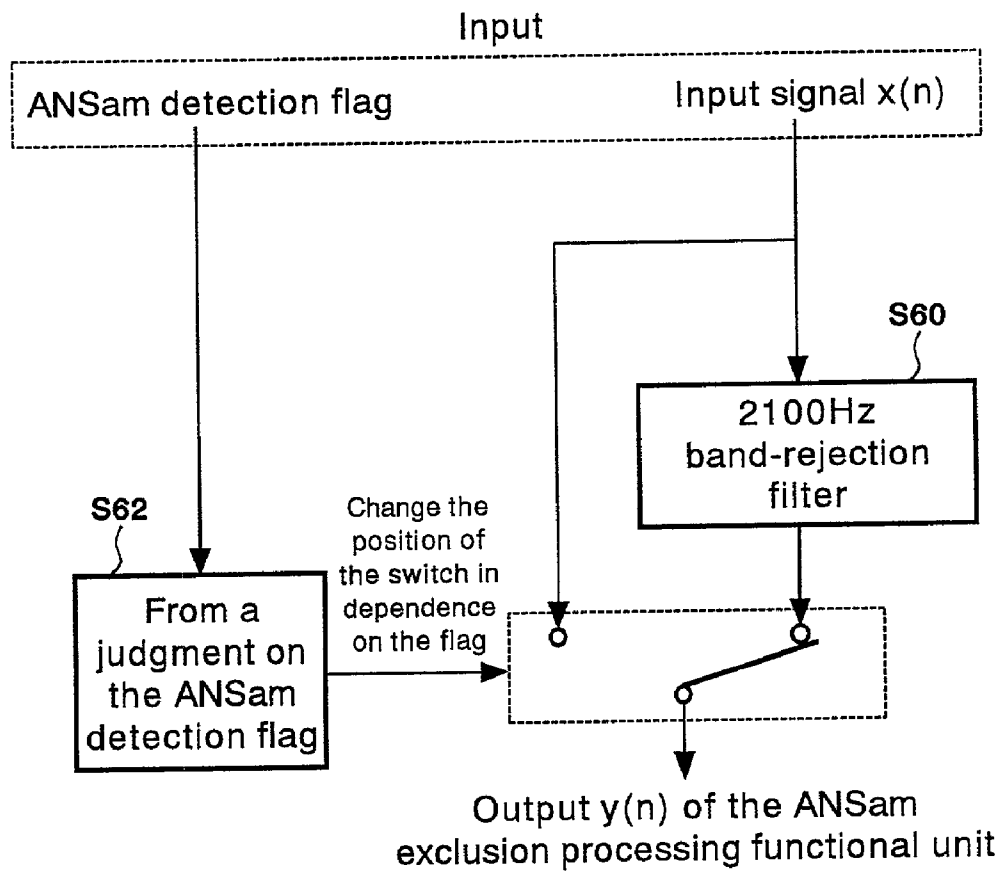 Input
ANSam detection flag
Input signal x(n)
S60
2100Hz
band-rejection
filter
S62
Change the
position of
the switch in
dependence
on the flag
From a
judgment on
the ANSam
detection flag
Output y(n) of the ANSam
exclusion processing functional unit